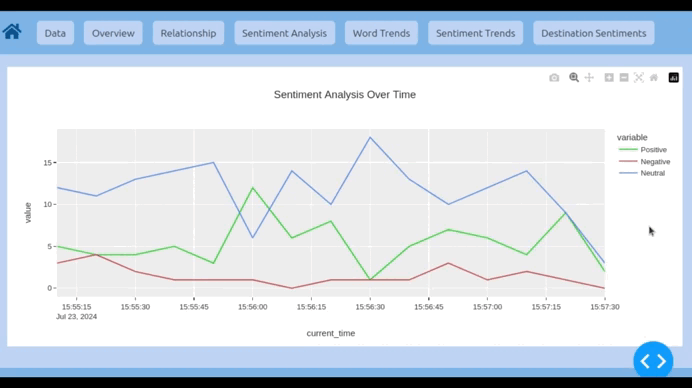 Data Overview Relationship Sentiment Analysis Word Trends Sentiment Trends Destination Sentiments
Sentiment Analysis Over Time
variable
Positive
Negative
Neutral
value
15
10
5
0
15:55:15 15:55:30 15:55:45 15:56:00 15:56:15 15:56:30 15:56:45 15:57:00 15:57:15 15:57:30
Jul 23, 2024
current_time